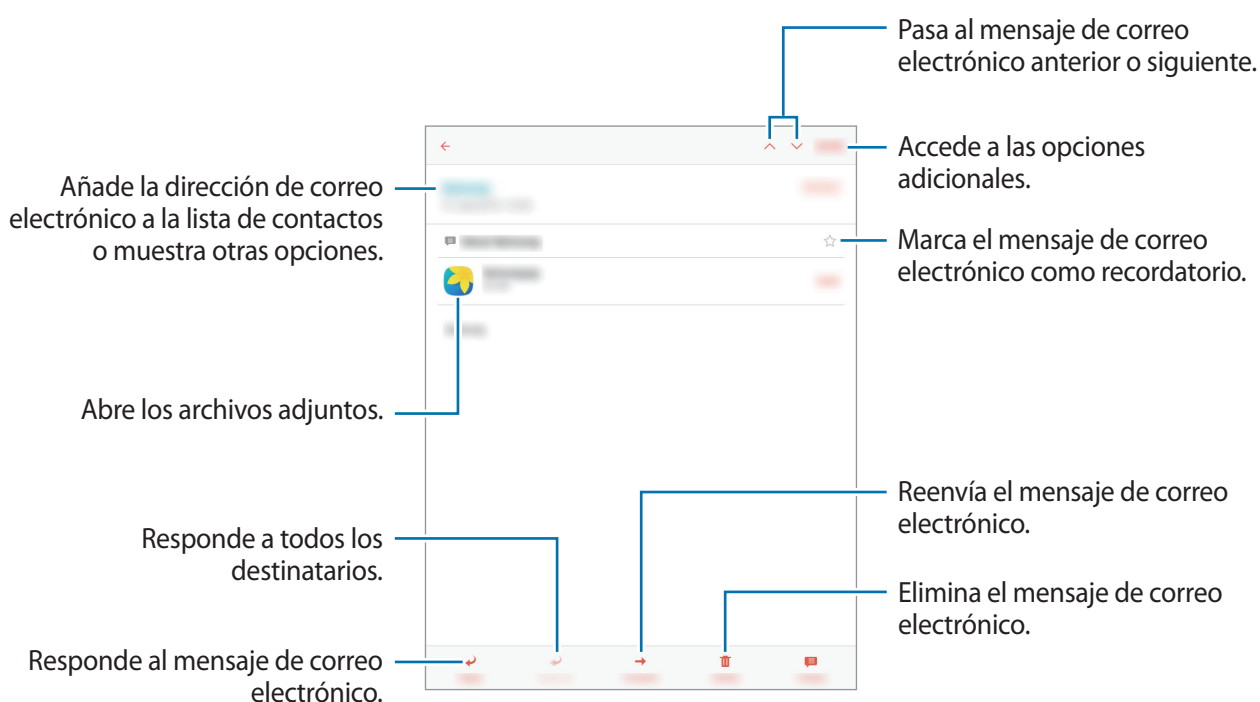 Pasa al mensaje de correo
electrónico anterior o siguiente.
Accede a las opciones
adicionales.
Añade la dirección de correo
electrónico a la lista de contactos
o muestra otras opciones.
Marca el mensaje de correo
electrónico como recordatorio.
Abre los archivos adjuntos.
Reenvía el mensaje de correo
electrónico.
Responde a todos los
destinatarios.
Elimina el mensaje de correo
electrónico.
Responde al mensaje de correo
electrónico.